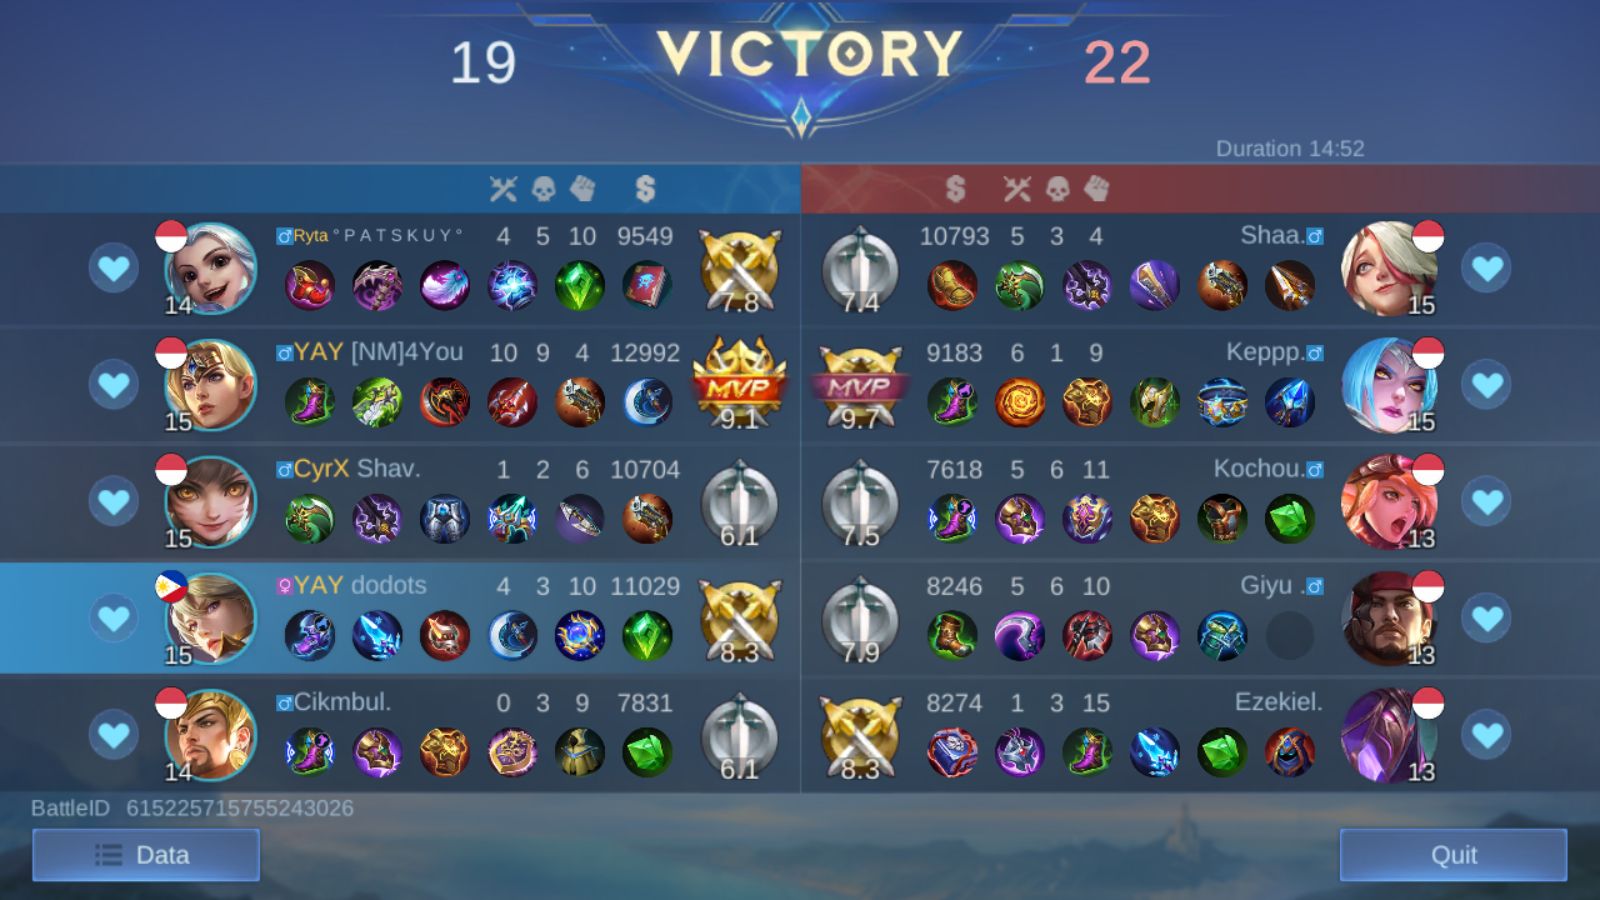 19 VICTORY 22
Duration 14:52
Ryta °PATSKUY° 4 5 10 9549 7.8 14
7.4 10793 5 3 4 Shaa. 15
YAY [NM]4You 10 9 4 12992 MVP 9.1 15
MVP 9.7 9183 6 1 9 Keppp. 15
CyrX Shav. 1 2 6 10704 6.1 15
7.5 7618 5 6 11 Kochou. 13
YAY dodots 4 3 10 11029 8.3 15
7.9 8246 5 6 10 Giyu . 13
Cikmbul. 0 3 9 7831 6.1 14
8.3 8274 1 3 15 Ezekiel. 13
BattleID 615225715755243026
Data
Quit